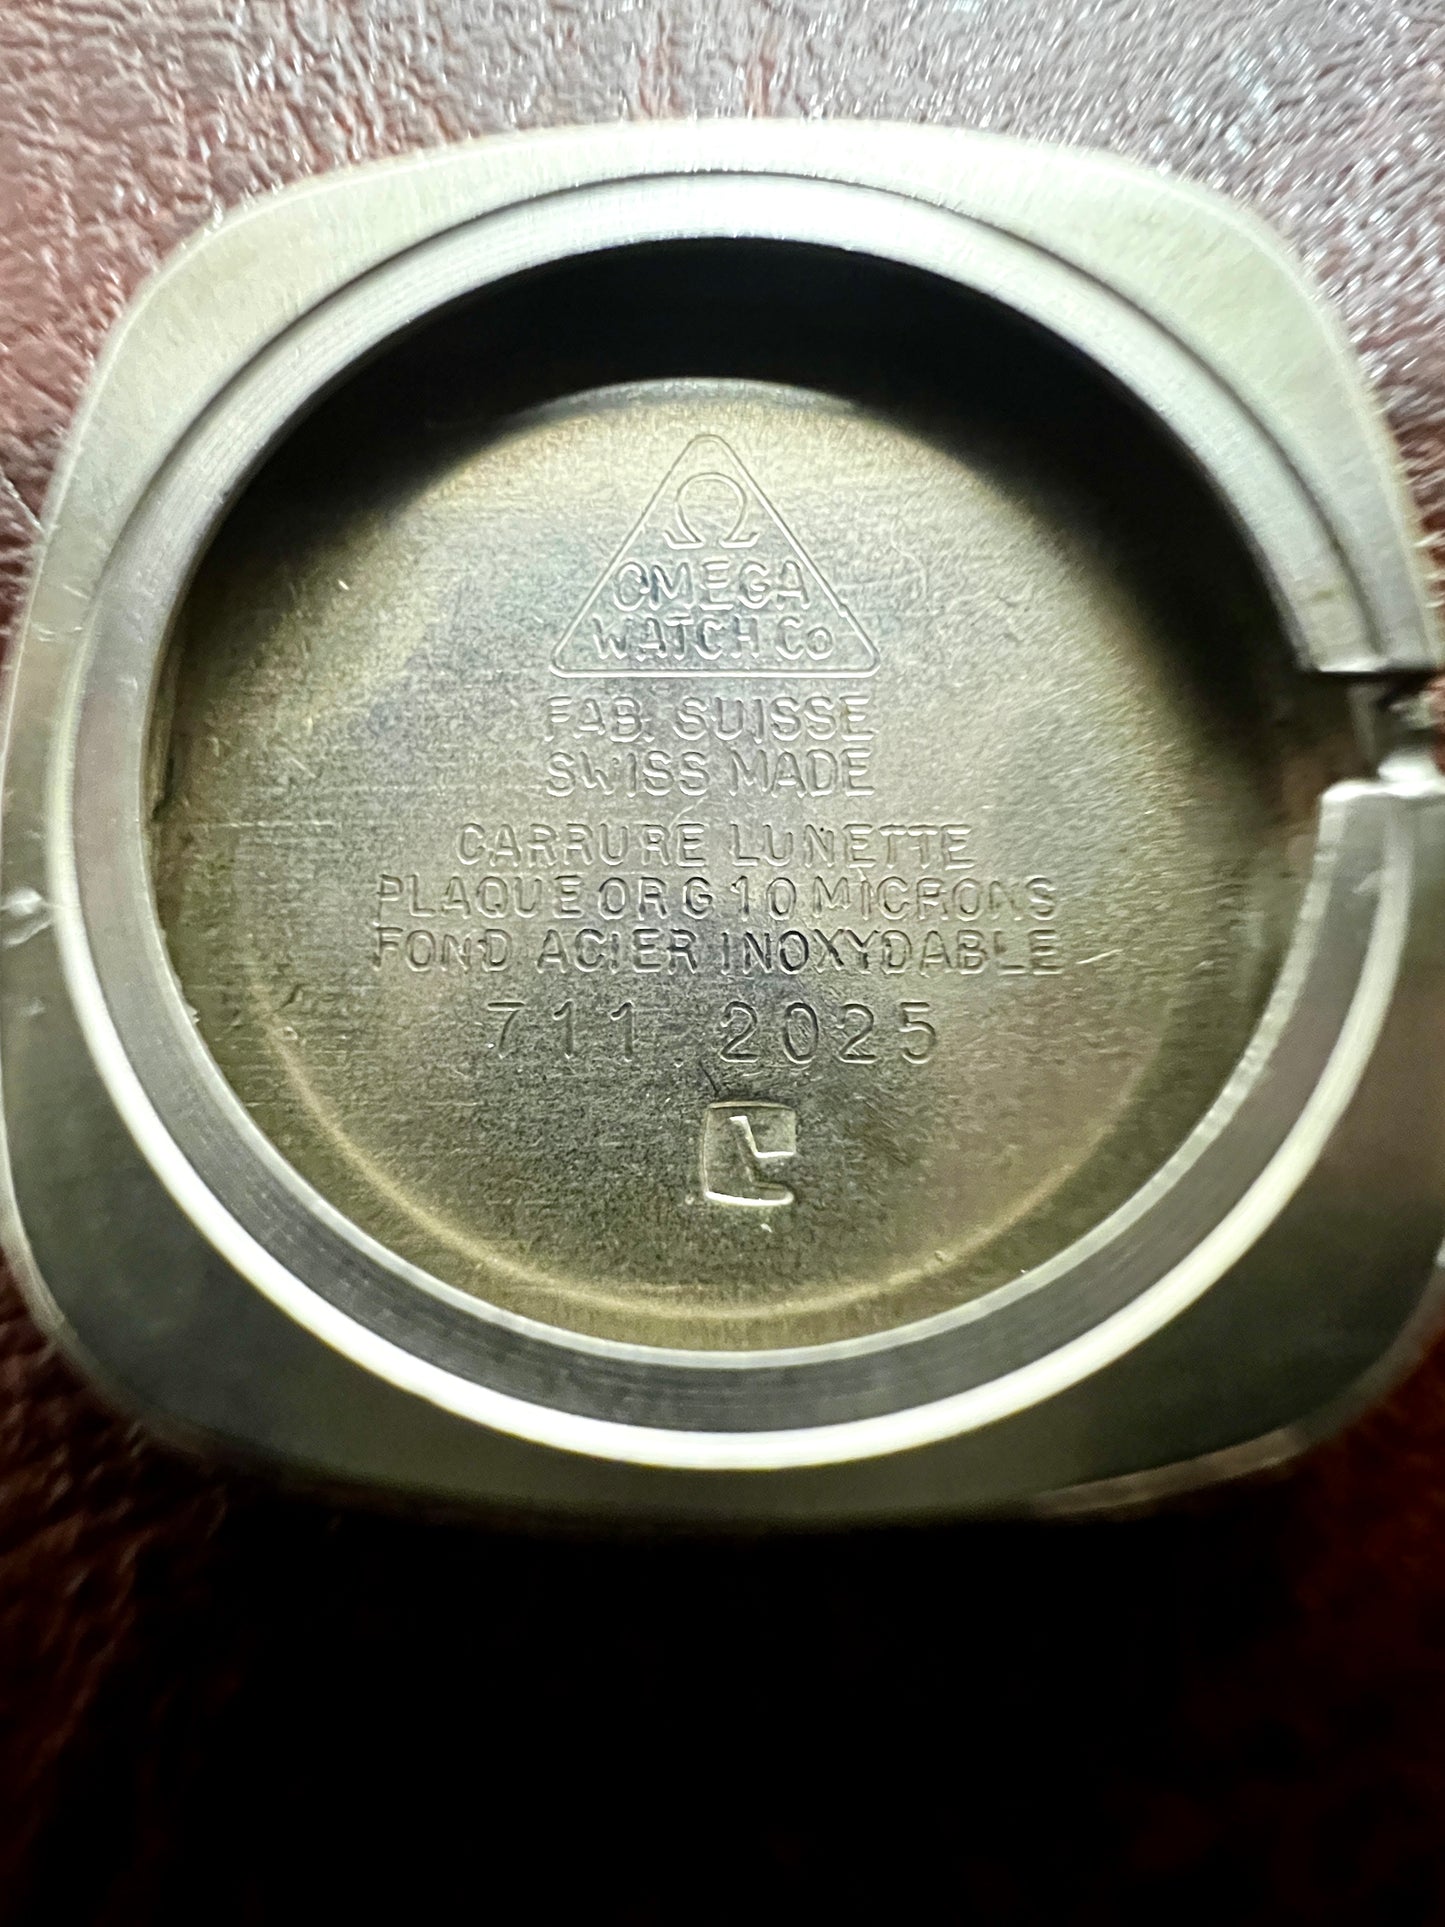 Ω
OMEGA
WATCH Co
FAB. SUISSE
SWISS MADE
CARRURE LUNETTE
PLAQUE OR G 10 MICRONS
FOND ACIER INOXYDABLE
711 2025